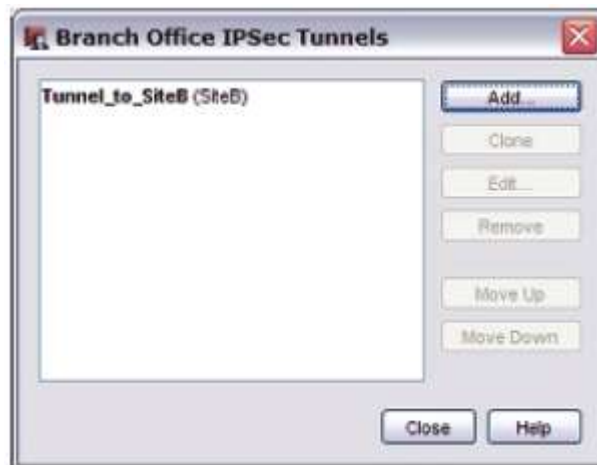 Branch Office IPSec Tunnels
Tunnel_to_SiteB (SiteB)
Add...
Clone
Edit...
Remove
Move Up
Move Down
Close
Help